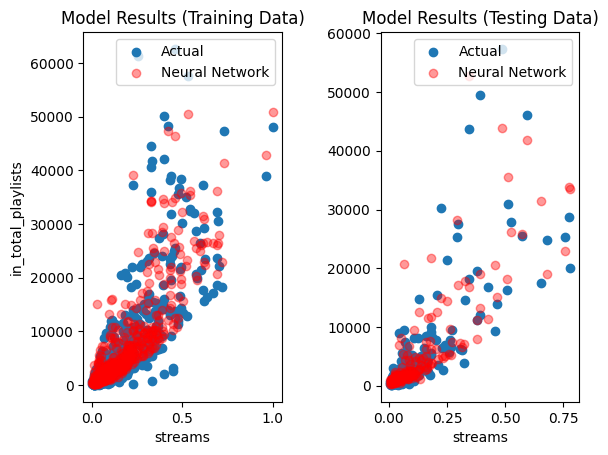 Model Results (Training Data)
Actual
Neural Network
in_total_playlists
60000
50000
40000
30000
20000
10000
0
0.0
0.5
1.0
streams
Model Results (Testing Data)
Actual
Neural Network
60000
50000
40000
30000
20000
10000
0
0.00
0.25
0.50
0.75
streams